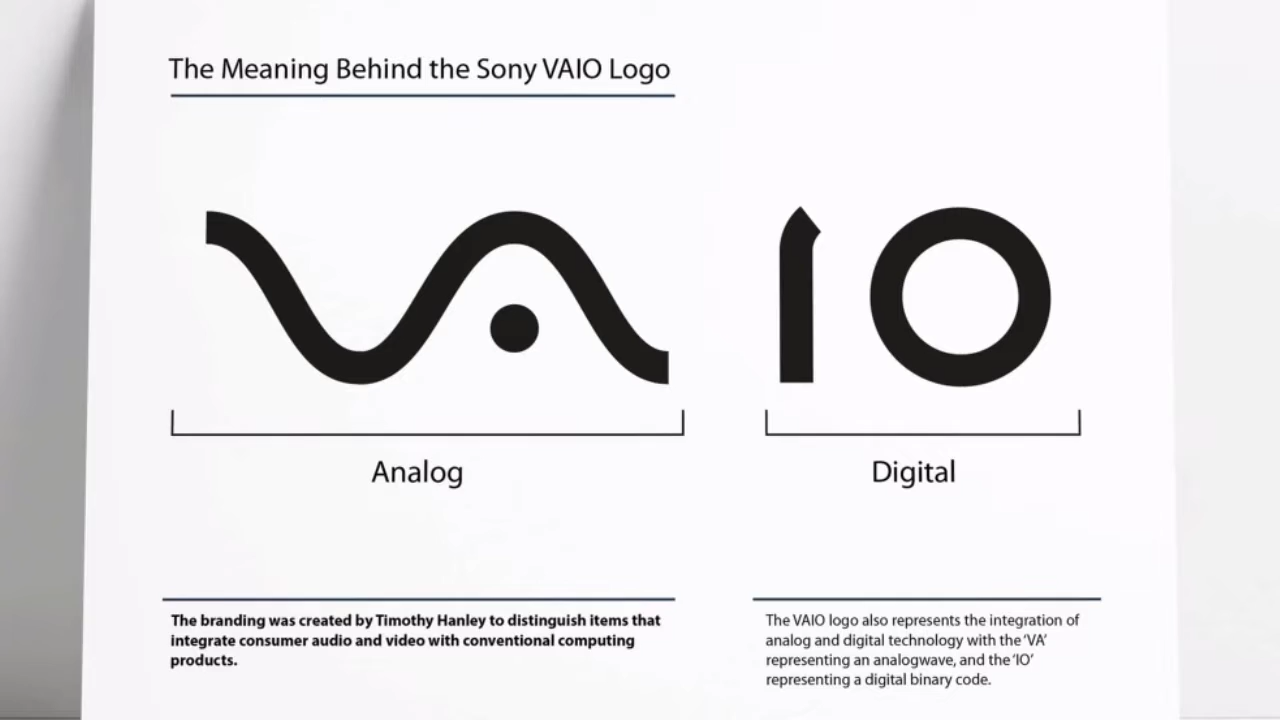 The Meaning Behind the Sony VAIO Logo
VAIO
Analog
Digital
The branding was created by Timothy Hanley to distinguish items that
integrate consumer audio and video with conventional computing
products.
The VAIO logo also represents the integration of
analog and digital technology with the ‘VA’
representing an analogwave, and the ‘IO’
representing a digital binary code.